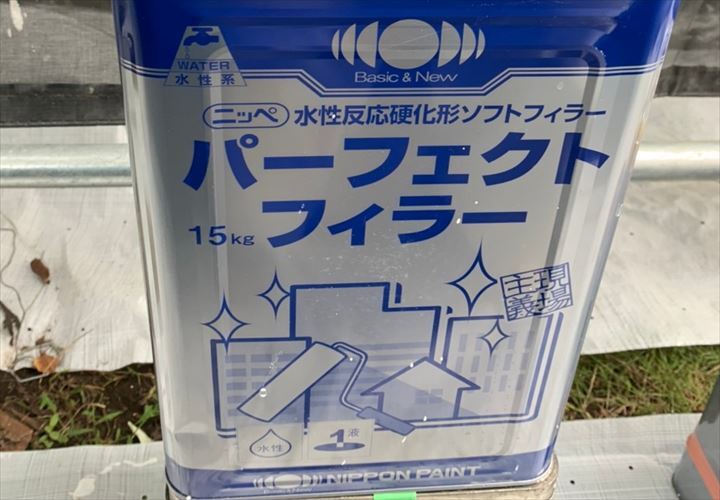 WATER
水性系
Basic & New
ニッペ 水性反応硬化形ソフトフィラー
パーフェクト
フィラー
15kg
現場
主義
水性
1液
Basic & New
NIPPON PAINT